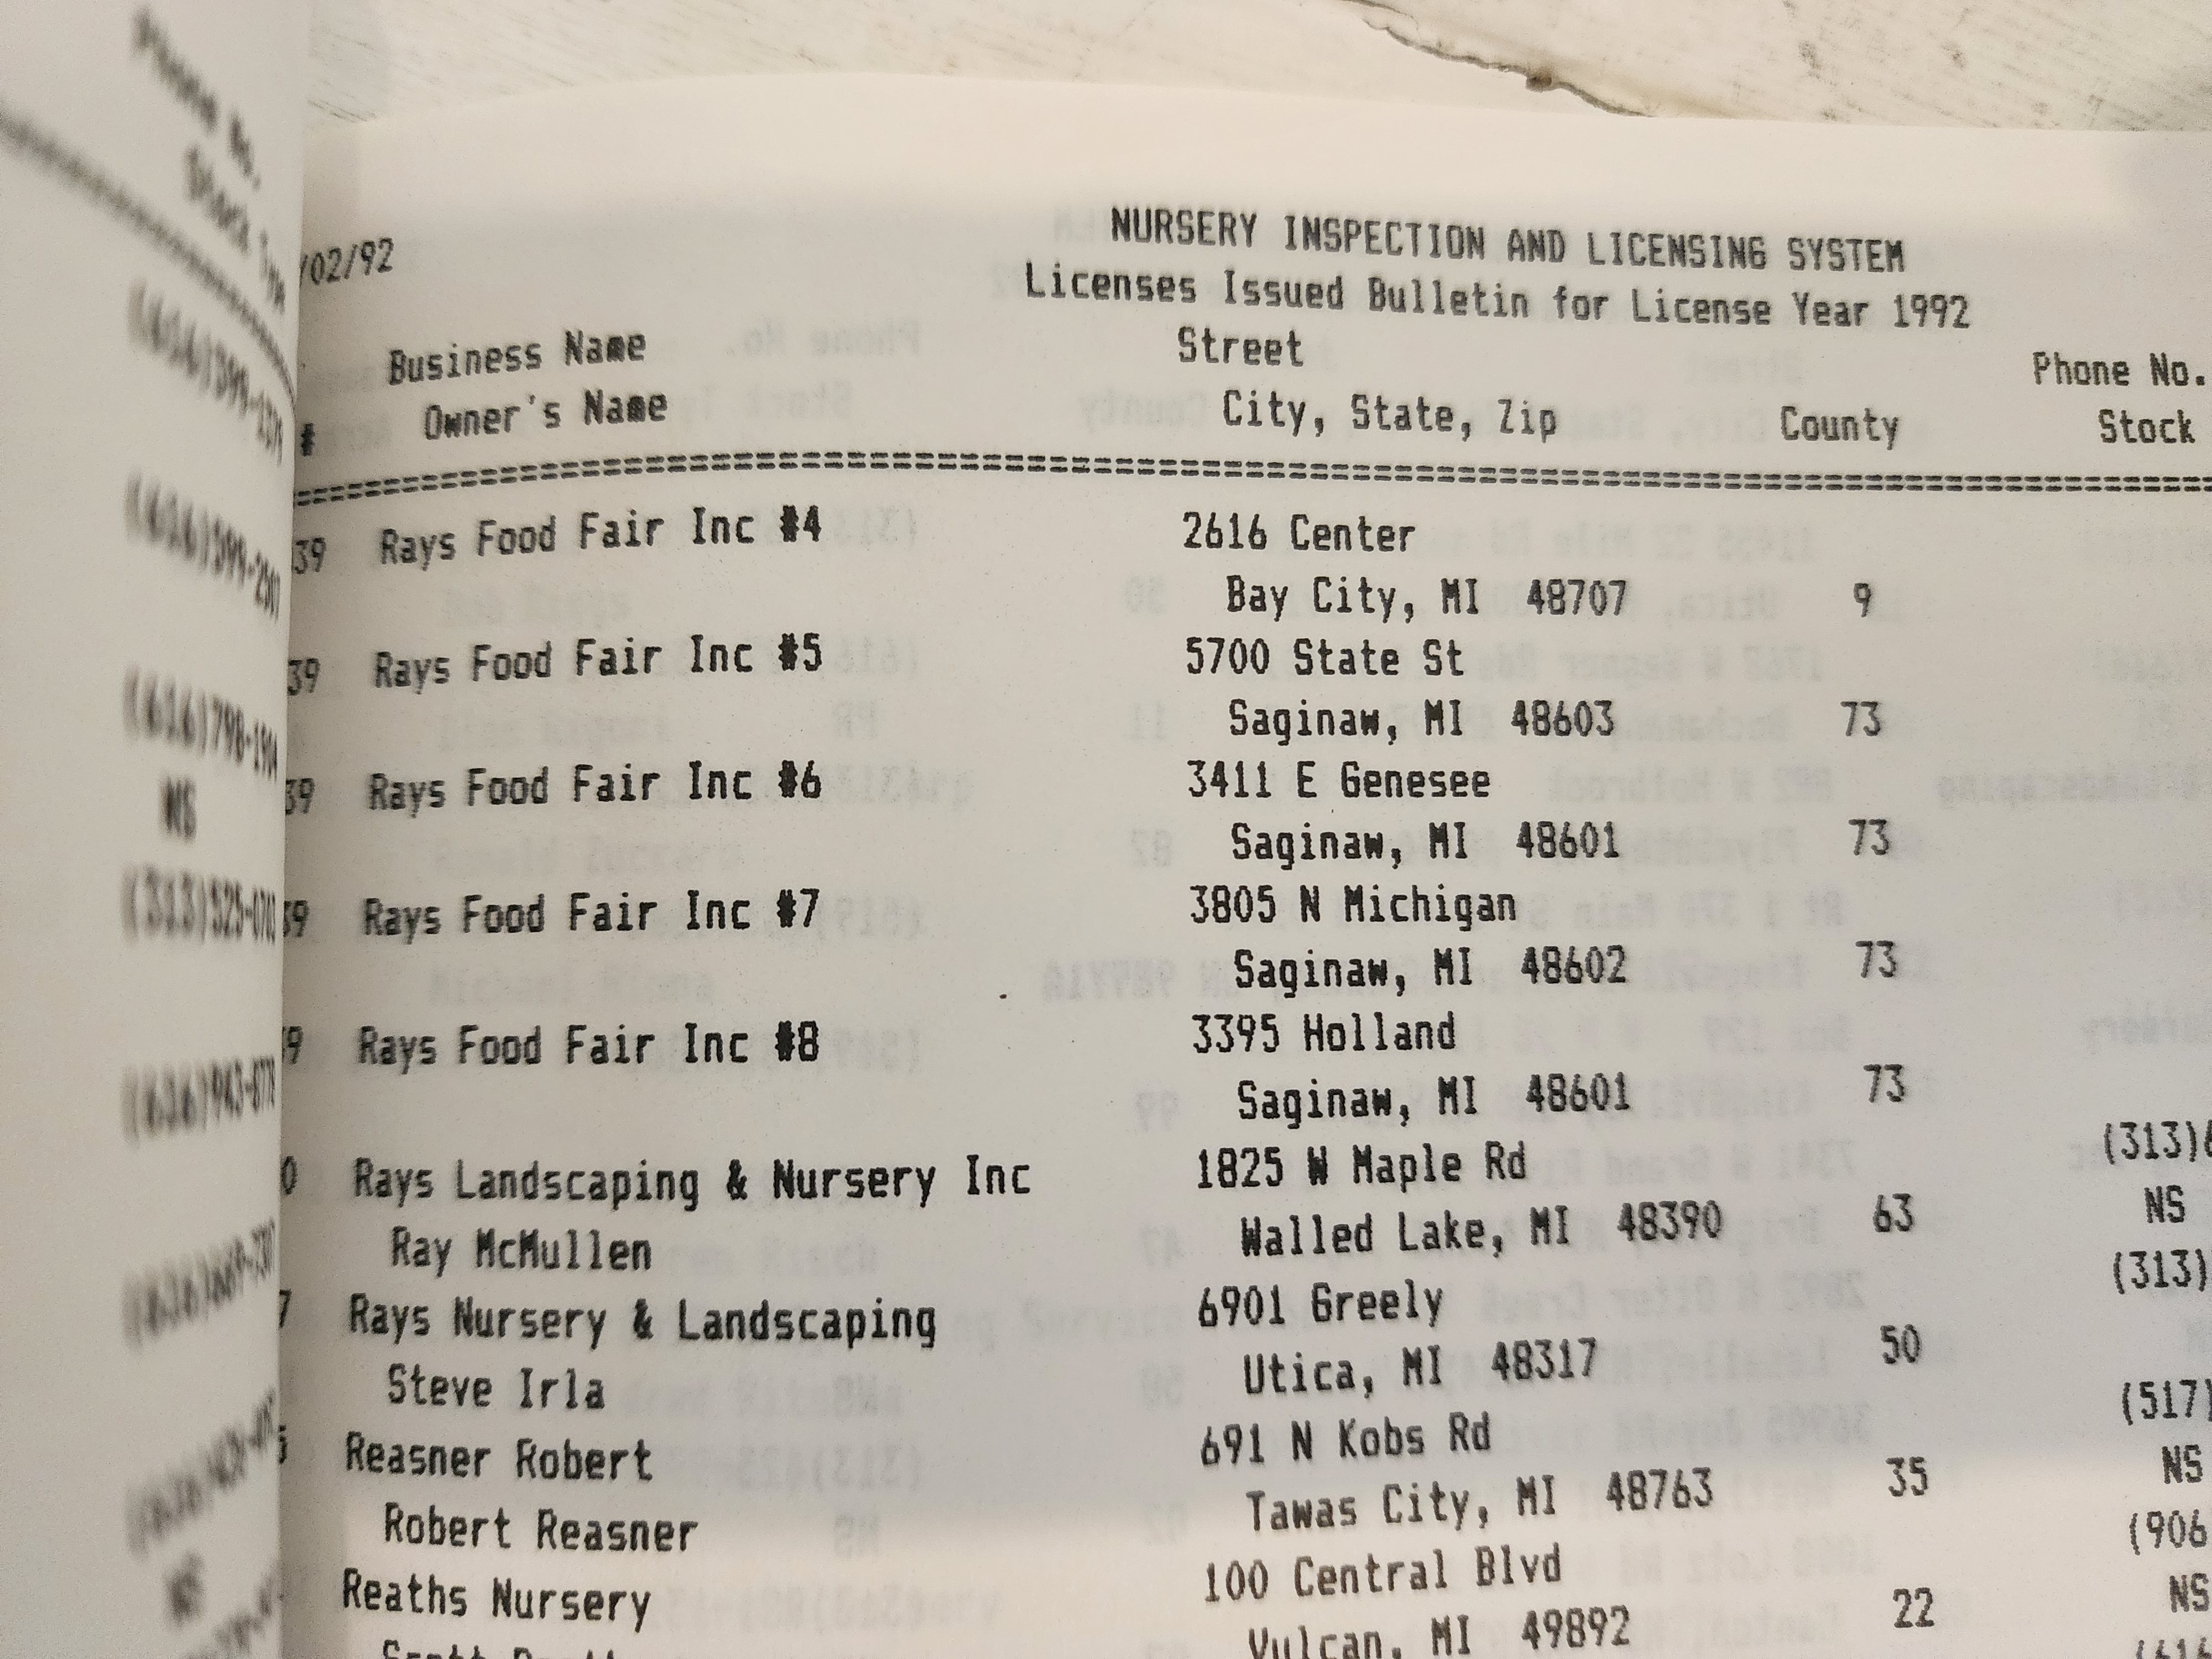 /02/92
NURSERY INSPECTION AND LICENSING SYSTEM
Licenses Issued Bulletin for License Year 1992
Business Name Street Phone No.
# Owner's Name City, State, Zip County Stock
39 Rays Food Fair Inc #4 2616 Center
Bay City, MI 48707 9
39 Rays Food Fair Inc #5 5700 State St
Saginaw, MI 48603 73
39 Rays Food Fair Inc #6 3411 E Genesee
Saginaw, MI 48601 73
39 Rays Food Fair Inc #7 3805 N Michigan
Saginaw, MI 48602 73
9 Rays Food Fair Inc #8 3395 Holland
Saginaw, MI 48601 73
0 Rays Landscaping & Nursery Inc 1825 W Maple Rd (313)
Ray McMullen Walled Lake, MI 48390 63 NS
7 Rays Nursery & Landscaping 6901 Greely (313)
Steve Irla Utica, MI 48317 50
Reasner Robert 691 N Kobs Rd (517)
Robert Reasner Tawas City, MI 48763 35 NS
Reaths Nursery 100 Central Blvd (906
Vulcan, MI 49892 22 NS